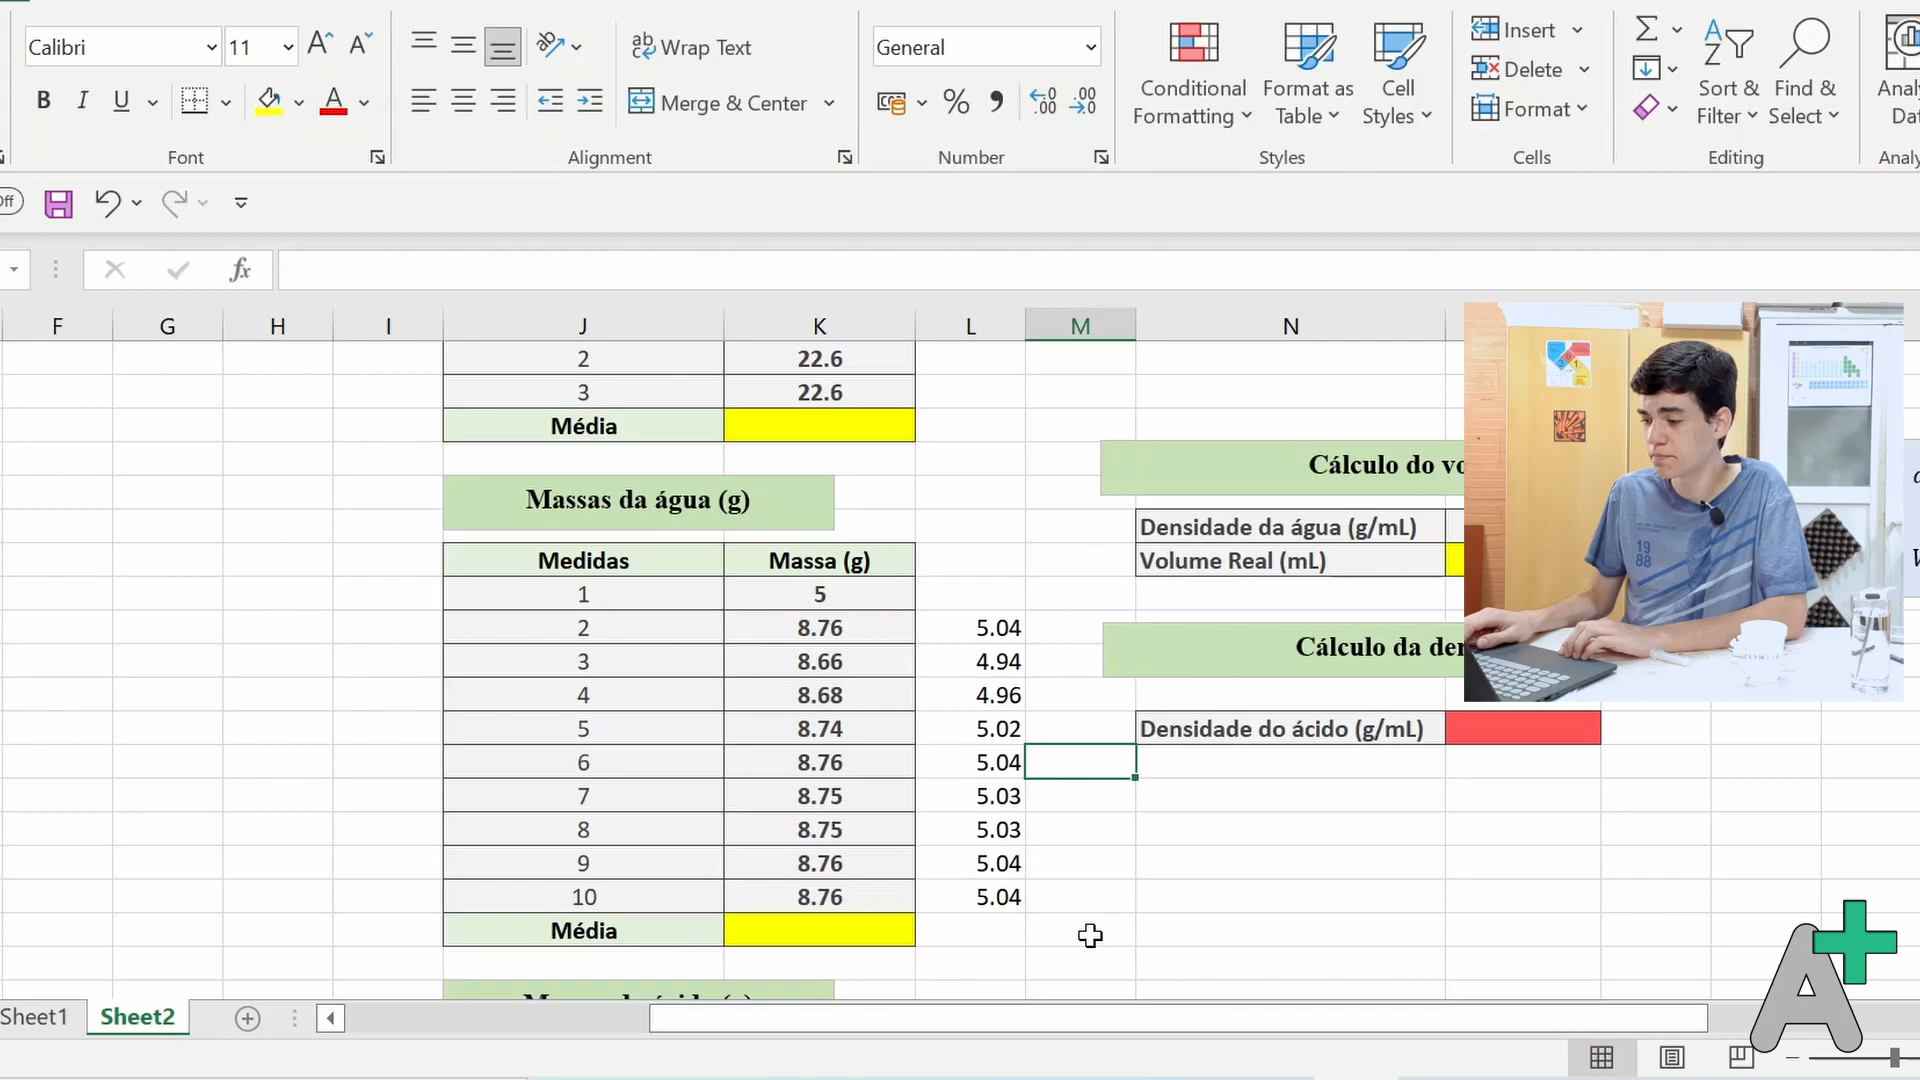 Calibri 11 Wrap Text General Insert
Delete
Conditional Formatting Format as Table Cell Styles Format Sort & Filter Find & Select
B I U Merge & Center % 9
Font Alignment Number Styles Cells Editing
fx
F G H I J K L M N
2 22.6
3 22.6
Média
Cálculo do vo
Massas da água (g)
Densidade da água (g/mL)
Medidas Massa (g) Volume Real (mL)
1 5
2 8.76 5.04
3 8.66 4.94
Cálculo da der
4 8.68 4.96
5 8.74 5.02 Densidade do ácido (g/mL)
6 8.76 5.04
7 8.75 5.03
8 8.75 5.03
9 8.76 5.04
10 8.76 5.04
Média
Sheet1 Sheet2
A+
1988